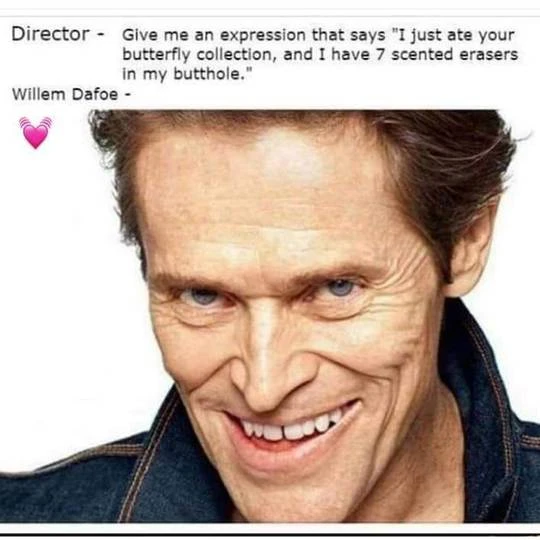 Director - Give me an expression that says "I just ate your
butterfly collection, and I have 7 scented erasers
in my butthole."
Willem Dafoe -